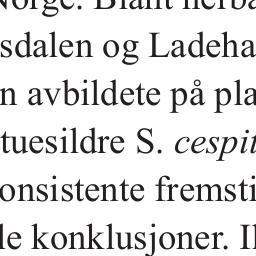 Norge. Blant herba
sdalen og Ladeha
n avbildete på pla
tuesildre S. cespit
onsistente fremsti
le konklusjoner. Il